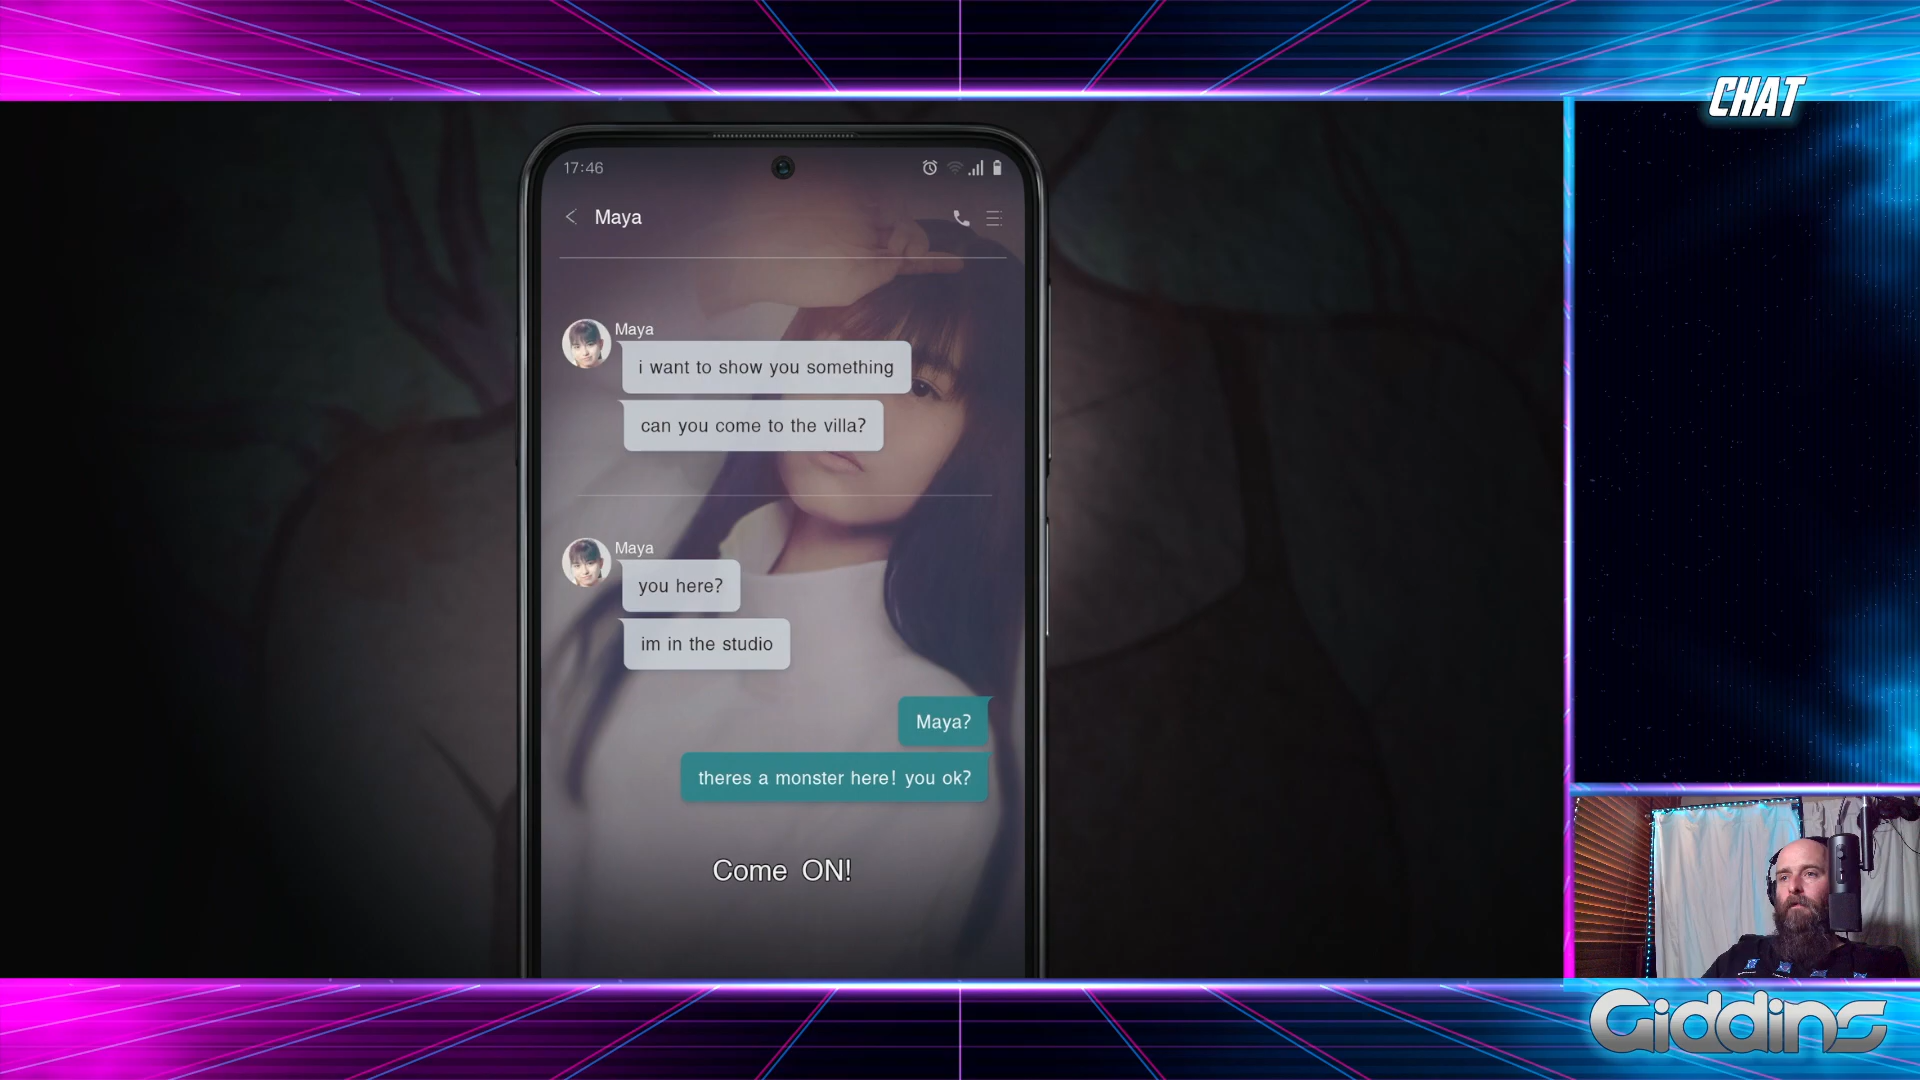 CHAT
17:46
Maya
Maya
i want to show you something
can you come to the villa?
Maya
you here?
im in the studio
Maya?
theres a monster here! you ok?
Come ON!
Giddins